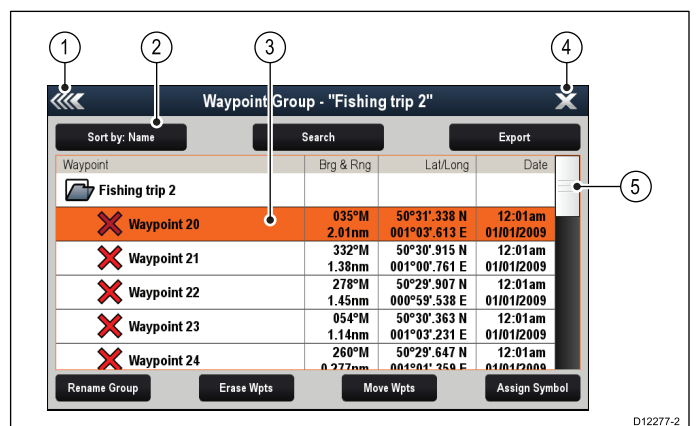 1
2
3
4
Waypoint Group - "Fishing trip 2"
Sort by: Name
Search
Export
Waypoint Brg & Rng Lat/Long Date
5
Fishing trip 2
Waypoint 20 035°M 50°31'.338 N 12:01am
2.01nm 001°03'.613 E 01/01/2009
Waypoint 21 332°M 50°30'.915 N 12:01am
1.38nm 001°00'.761 E 01/01/2009
Waypoint 22 278°M 50°29'.907 N 12:01am
1.45nm 000°59'.538 E 01/01/2009
Waypoint 23 054°M 50°30'.363 N 12:01am
1.14nm 001°03'.231 E 01/01/2009
Waypoint 24 260°M 50°29'.647 N 12:01am
0.277nm 001°01'.359 E 01/01/2009
Rename Group
Erase Wpts
Move Wpts
Assign Symbol
D12277-2